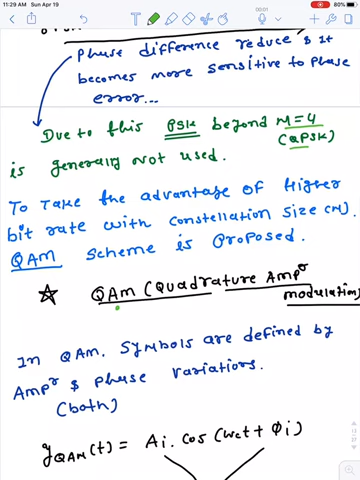 11:29 AM Sun Apr 19
00:01
Phase difference reduce & It
becomes more sensitive to phase
error...
Due to this PSK beyond M=4
(QPSK)
is generally not used.
To take the advantage of Higher
bit rate with constellation size (M).
QAM scheme is proposed.
QAM (Quadrature Ampr
modulation)
In QAM. Symbols are defined by
Ampr & phase variations.
(both)
yQAM(t) = Ai. cos (wct + Øi)